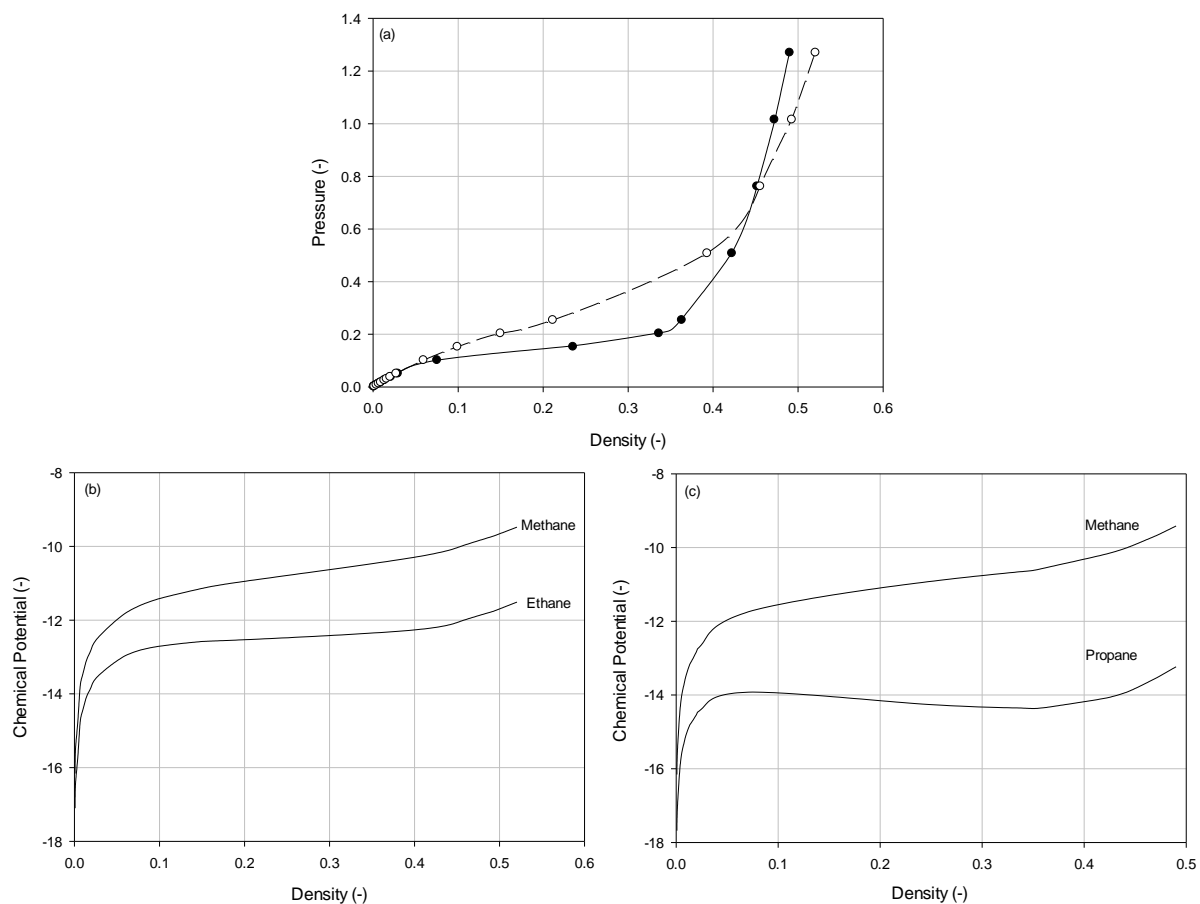 (a)
1.4
1.2
1.0
0.8
0.6
0.4
0.2
0.0
Pressure (-)
0.0 0.1 0.2 0.3 0.4 0.5 0.6
Density (-)
(b)
-8
-10
-12
-14
-16
-18
Chemical Potential (-)
Methane
Ethane
0.0 0.1 0.2 0.3 0.4 0.5 0.6
Density (-)
(c)
-8
-10
-12
-14
-16
-18
Chemical Potential (-)
Methane
Propane
0.0 0.1 0.2 0.3 0.4 0.5
Density (-)